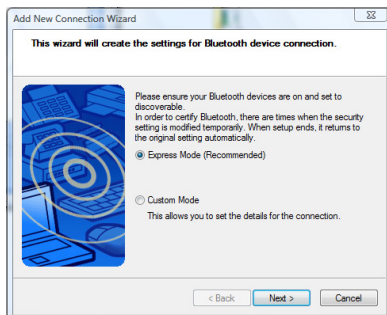 Add New Connection Wizard
This wizard will create the settings for Bluetooth device connection.
Please ensure your Bluetooth devices are on and set to
discoverable.
In order to certify Bluetooth, there are times when the security
setting is modified temporarily. When setup ends, it returns to
the original setting automatically.
Express Mode (Recommended)
Custom Mode
This allows you to set the details for the connection.
< Back Next > Cancel